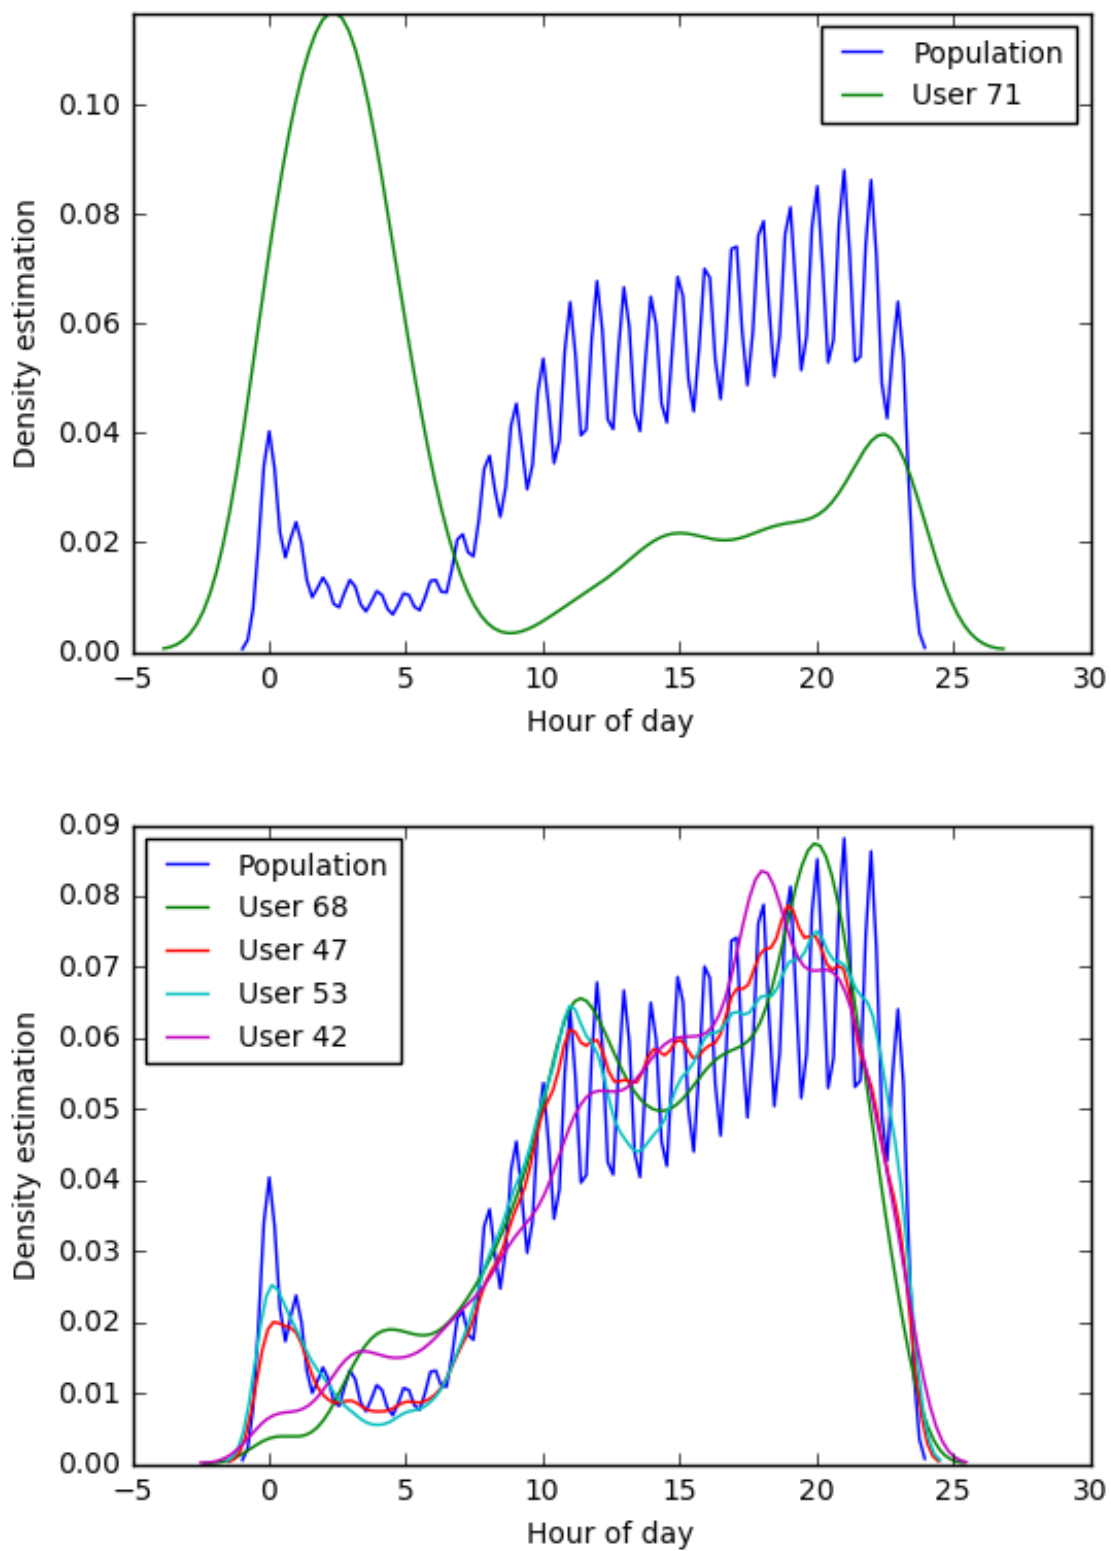 Density estimation
0.10
0.08
0.06
0.04
0.02
0.00
Population
User 71
−5 0 5 10 15 20 25 30
Hour of day
Density estimation
0.09
0.08
0.07
0.06
0.05
0.04
0.03
0.02
0.01
0.00
Population
User 68
User 47
User 53
User 42
−5 0 5 10 15 20 25 30
Hour of day